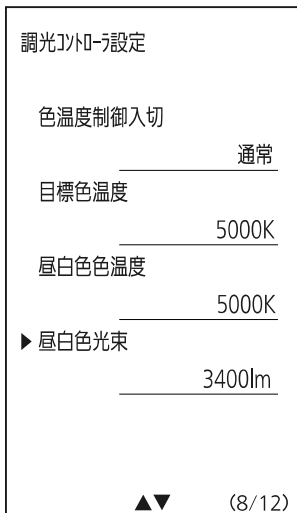 調光ｺﾝﾄﾛｰﾗ設定
色温度制御入切
通常
目標色温度
5000K
昼白色色温度
5000K
▶ 昼白色光束
3400lm
▲▼ (8/12)